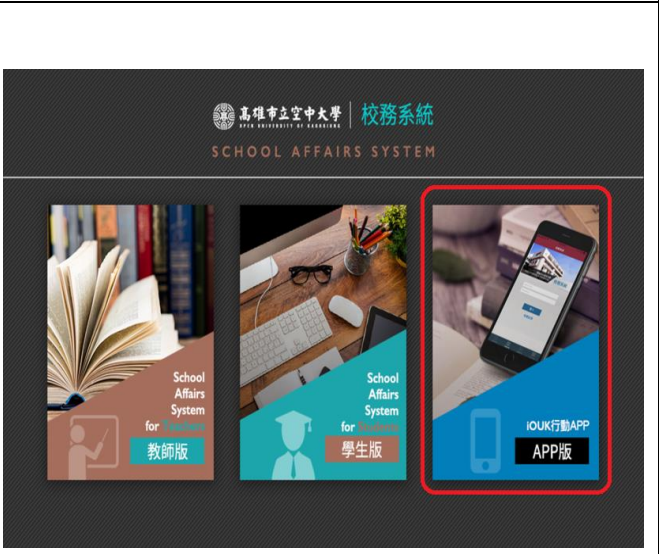 高雄市立空中大學 校務系統
OPEN UNIVERSITY OF KAOHSIUNG
SCHOOL AFFAIRS SYSTEM
School
Affairs
System
for Teachers
教師版
School
Affairs
System
for Students
學生版
iOUK行動APP
APP版